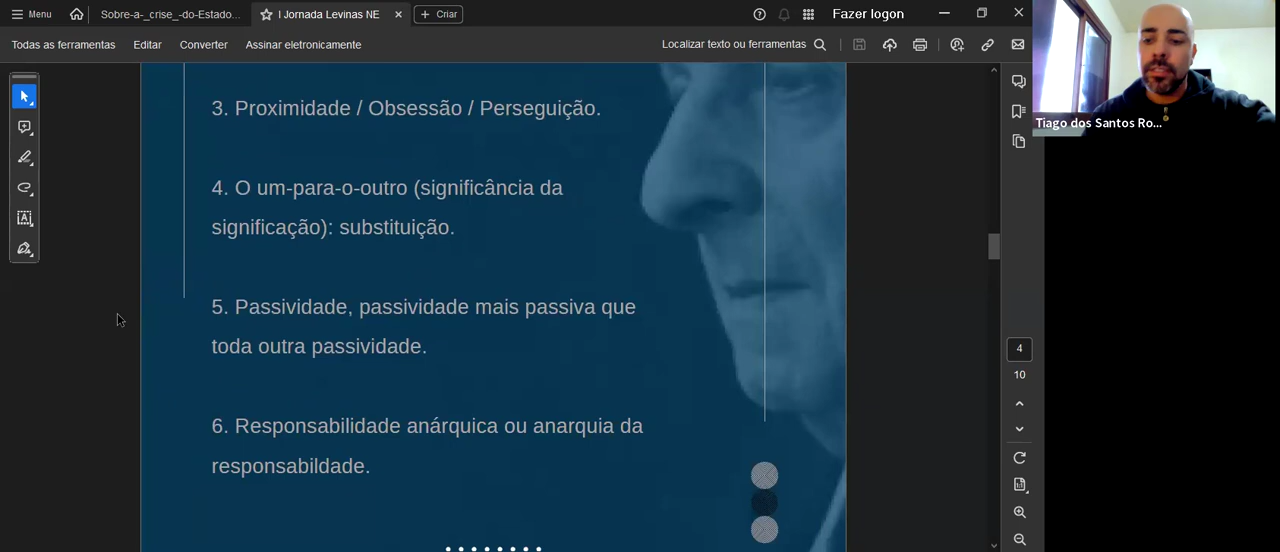 Menu
Sobre-a-_crise_-do-Estado...
I Jornada Levinas NE
Criar
Fazer logon
Todas as ferramentas
Editar
Converter
Assinar eletronicamente
Localizar texto ou ferramentas
Tiago dos Santos Ro...
3. Proximidade / Obsessão / Perseguição.
4. O um-para-o-outro (significância da
significação): substituição.
5. Passividade, passividade mais passiva que
toda outra passividade.
6. Responsabilidade anárquica ou anarquia da
responsabildade.
4
10